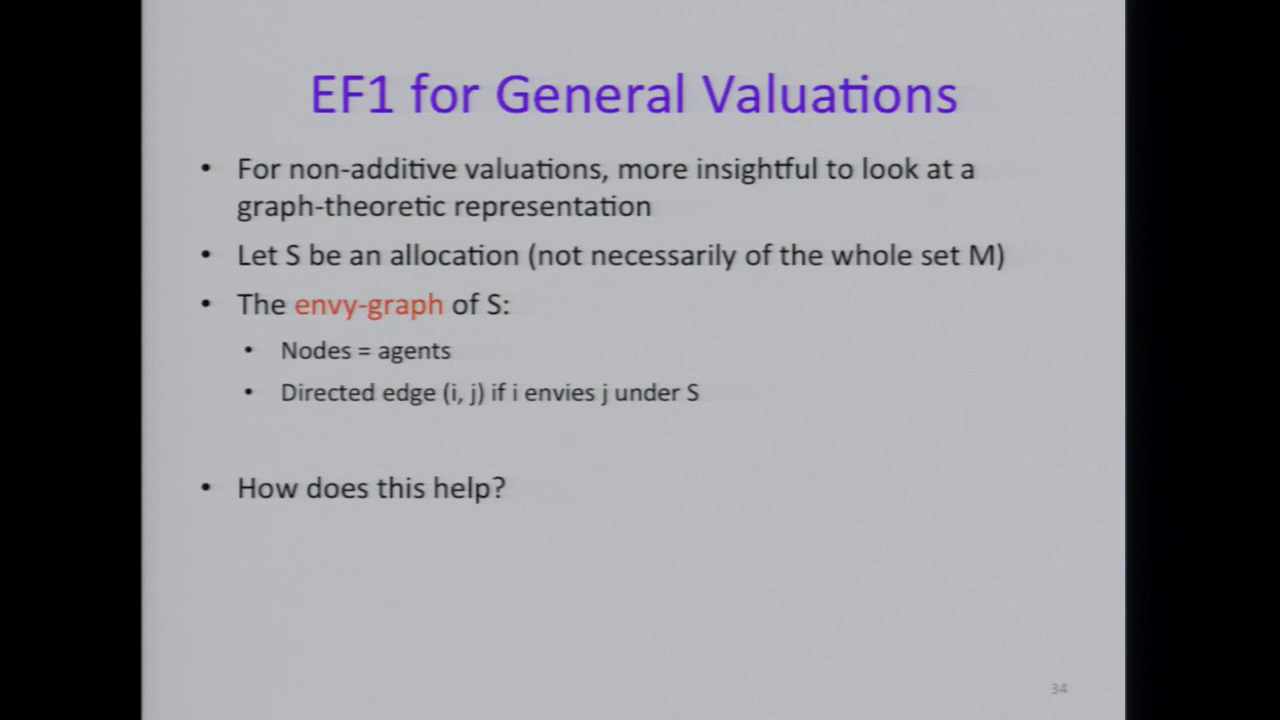 EF1 for General Valuations
• For non-additive valuations, more insightful to look at a
graph-theoretic representation
• Let S be an allocation (not necessarily of the whole set M)
• The envy-graph of S:
• Nodes = agents
• Directed edge (i, j) if i envies j under S
• How does this help?
34